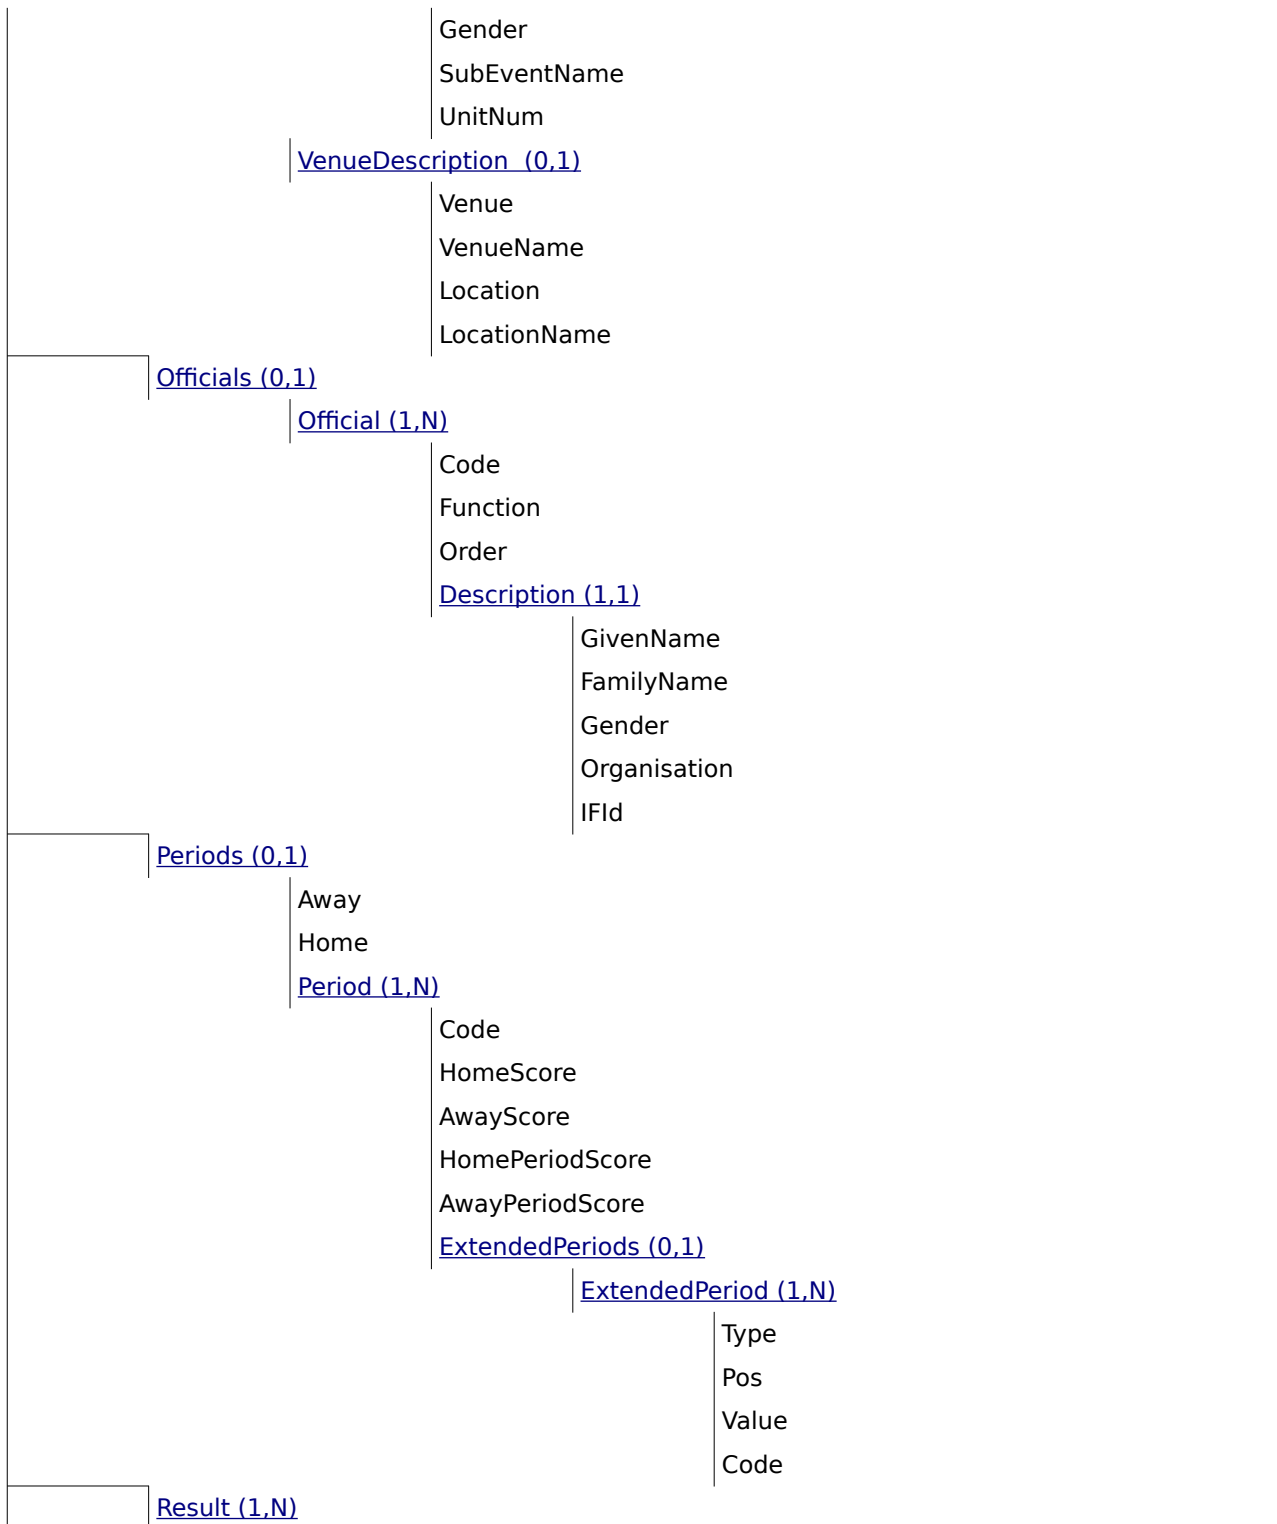 Gender
SubEventName
UnitNum
VenueDescription  (0,1)
Venue
VenueName
Location
LocationName
Officials (0,1)
Official (1,N)
Code
Function
Order
Description (1,1)
GivenName
FamilyName
Gender
Organisation
IFId
Periods (0,1)
Away
Home
Period (1,N)
Code
HomeScore
AwayScore
HomePeriodScore
AwayPeriodScore
ExtendedPeriods (0,1)
ExtendedPeriod (1,N)
Type
Pos
Value
Code
Result (1,N)